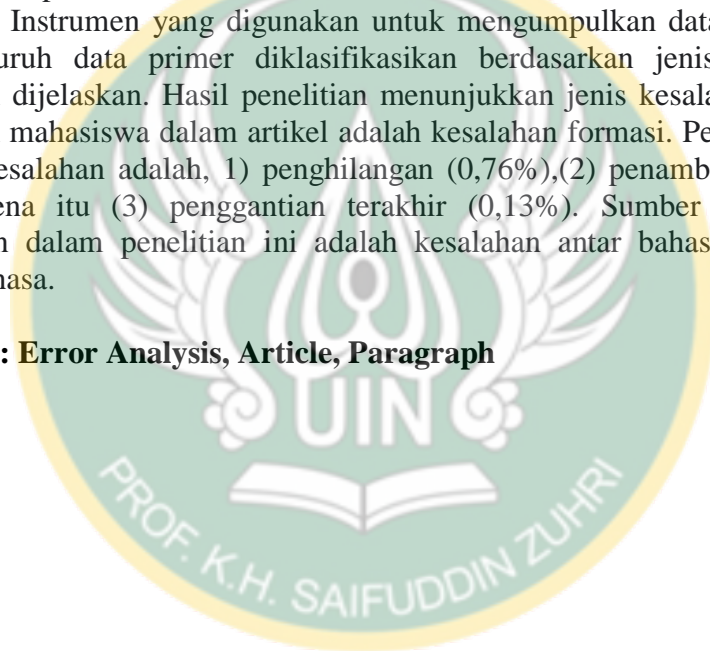 Instrumen yang digunakan untuk mengumpulkan data
uruh data primer diklasifikasikan berdasarkan jenis
dijelaskan. Hasil penelitian menunjukkan jenis kesala
mahasiswa dalam artikel adalah kesalahan formasi. Pe
esalahan adalah, 1) penghilangan (0,76%),(2) penamb
ena itu (3) penggantian terakhir (0,13%). Sumber
n dalam penelitian ini adalah kesalahan antar bahas
hasa.
: Error Analysis, Article, Paragraph
UIN
PROF. K.H. SAIFUDDIN ZUHRI